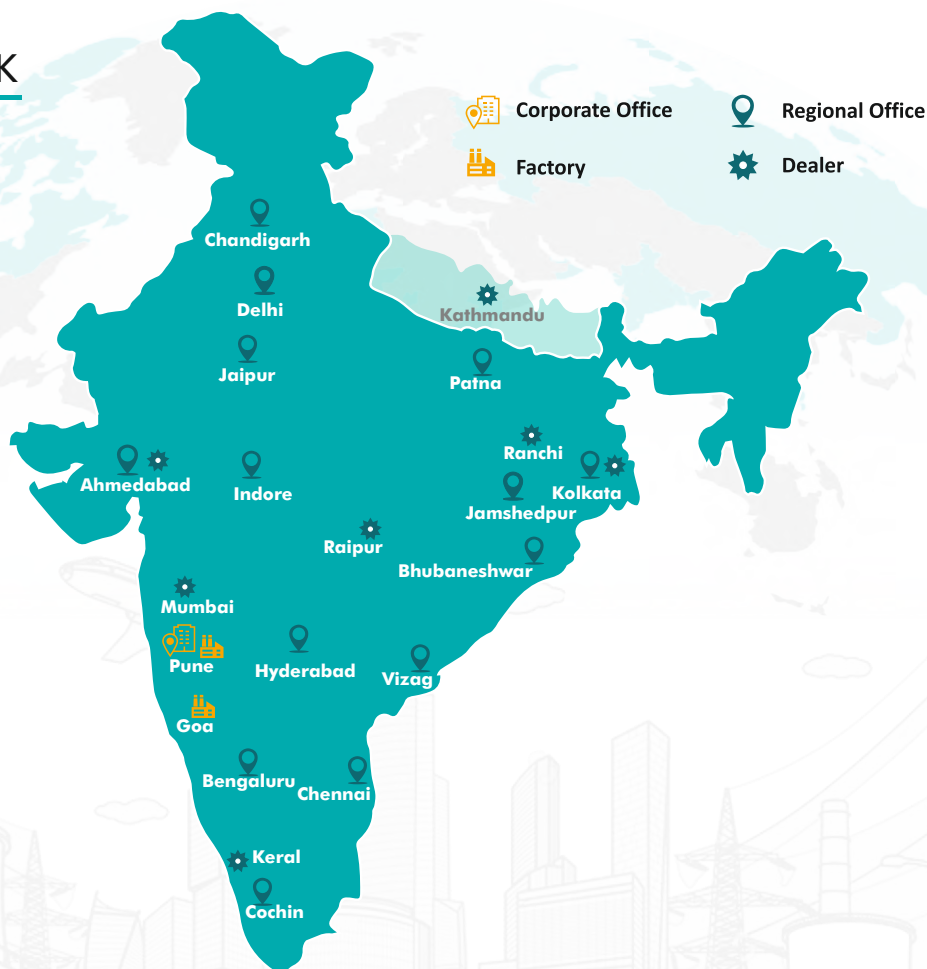 K
Corporate Office
Regional Office
Factory
Dealer
Chandigarh
Delhi
Kathmandu
Jaipur
Patna
Ranchi
Ahmedabad
Indore
Kolkata
Jamshedpur
Raipur
Bhubaneshwar
Mumbai
Pune
Hyderabad
Vizag
Goa
Bengaluru
Chennai
Keral
Cochin